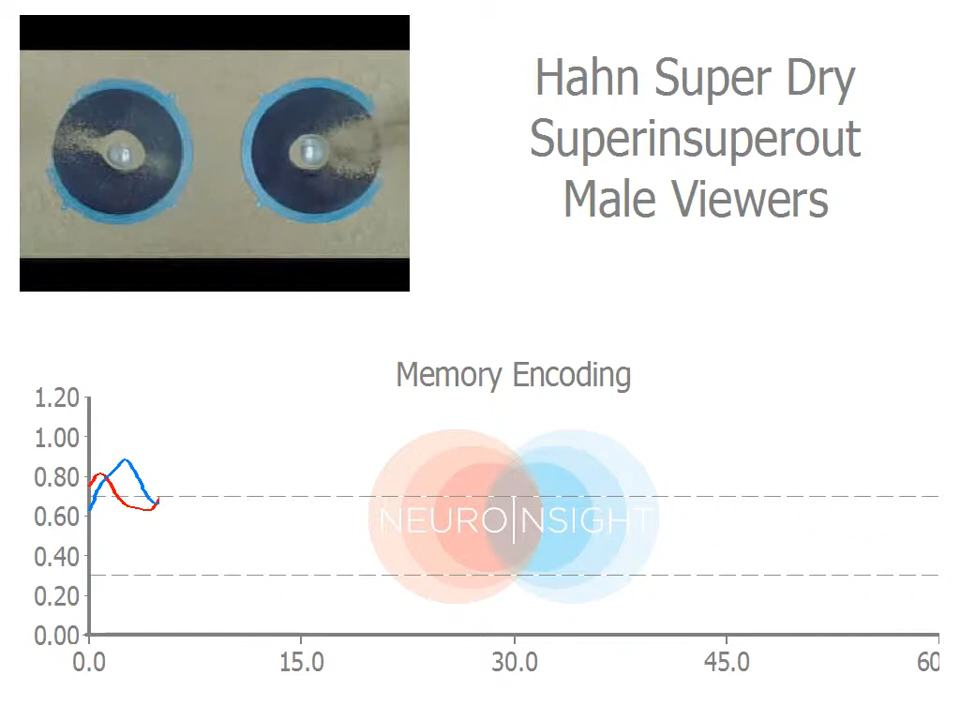 Hahn Super Dry
Superinsuperout
Male Viewers
Memory Encoding
1.20
1.00
0.80
0.60
0.40
0.20
0.00
NEURO|NSIGHT
0.0 15.0 30.0 45.0 60